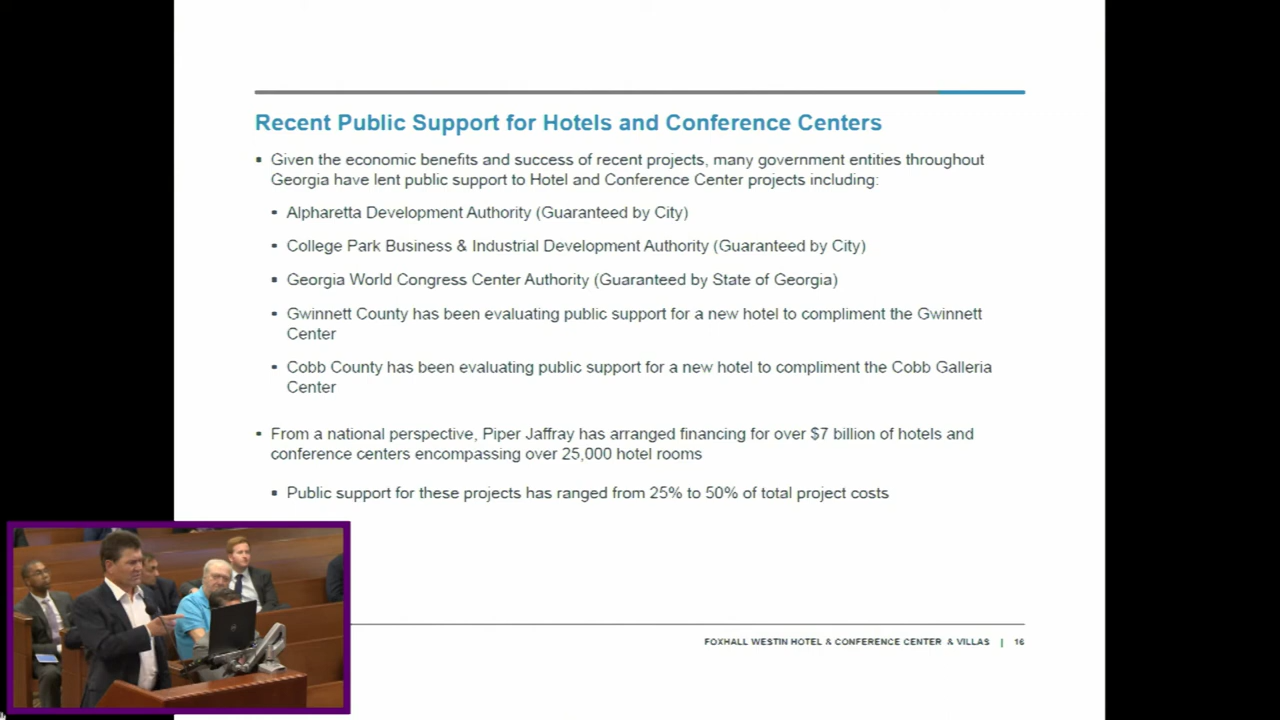 Recent Public Support for Hotels and Conference Centers
▪ Given the economic benefits and success of recent projects, many government entities throughout
Georgia have lent public support to Hotel and Conference Center projects including:
▪ Alpharetta Development Authority (Guaranteed by City)
▪ College Park Business & Industrial Development Authority (Guaranteed by City)
▪ Georgia World Congress Center Authority (Guaranteed by State of Georgia)
▪ Gwinnett County has been evaluating public support for a new hotel to compliment the Gwinnett
Center
▪ Cobb County has been evaluating public support for a new hotel to compliment the Cobb Galleria
Center
▪ From a national perspective, Piper Jaffray has arranged financing for over $7 billion of hotels and
conference centers encompassing over 25,000 hotel rooms
▪ Public support for these projects has ranged from 25% to 50% of total project costs
FOXHALL WESTIN HOTEL & CONFERENCE CENTER & VILLAS | 16